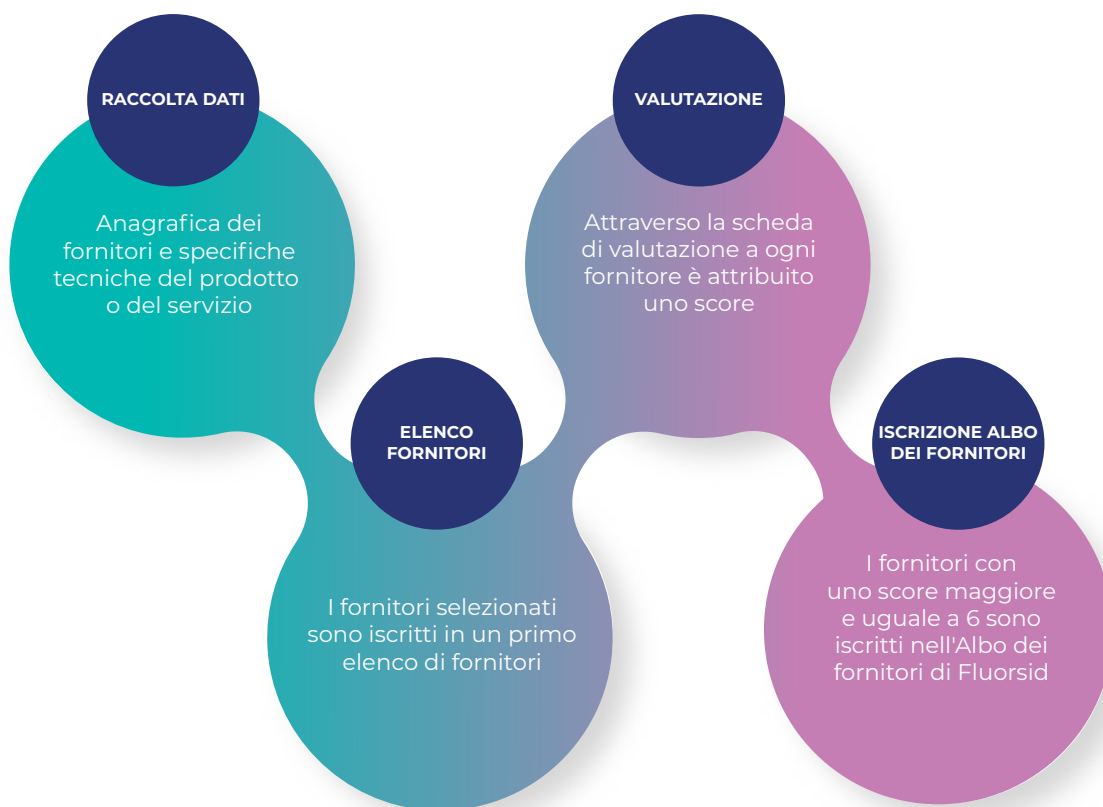 RACCOLTA DATI
Anagrafica dei
fornitori e specifiche
tecniche del prodotto
o del servizio
ELENCO
FORNITORI
I fornitori selezionati
sono iscritti in un primo
elenco di fornitori
VALUTAZIONE
Attraverso la scheda
di valutazione a ogni
fornitore è attribuito
uno score
ISCRIZIONE ALBO
DEI FORNITORI
I fornitori con
uno score maggiore
e uguale a 6 sono
iscritti nell'Albo dei
fornitori di Fluorsid